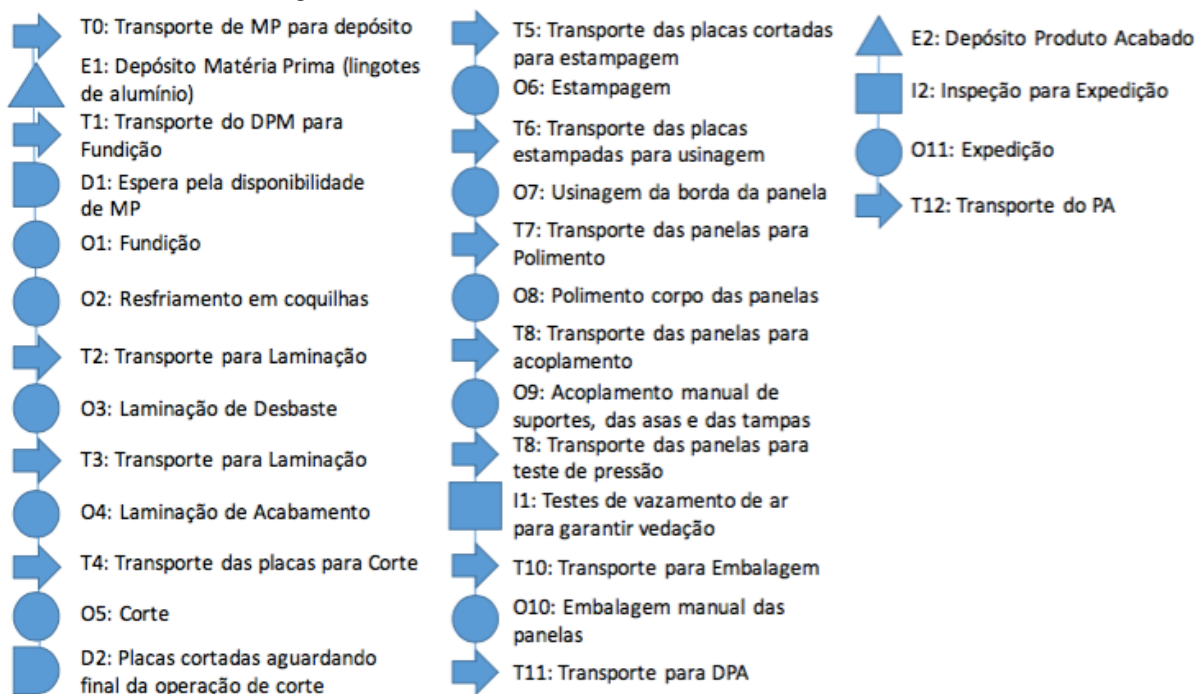 T0: Transporte de MP para depósito
E1: Depósito Matéria Prima (lingotes
de alumínio)
T1: Transporte do DPM para
Fundição
D1: Espera pela disponibilidade
de MP
O1: Fundição
O2: Resfriamento em coquilhas
T2: Transporte para Laminação
O3: Laminação de Desbaste
T3: Transporte para Laminação
O4: Laminação de Acabamento
T4: Transporte das placas para Corte
O5: Corte
D2: Placas cortadas aguardando
final da operação de corte
T5: Transporte das placas cortadas
para estampagem
O6: Estampagem
T6: Transporte das placas
estampadas para usinagem
O7: Usinagem da borda da panela
T7: Transporte das panelas para
Polimento
O8: Polimento corpo das panelas
T8: Transporte das panelas para
acoplamento
O9: Acoplamento manual de
suportes, das asas e das tampas
T8: Transporte das panelas para
teste de pressão
I1: Testes de vazamento de ar
para garantir vedação
T10: Transporte para Embalagem
O10: Embalagem manual das
panelas
T11: Transporte para DPA
E2: Depósito Produto Acabado
I2: Inspeção para Expedição
O11: Expedição
T12: Transporte do PA